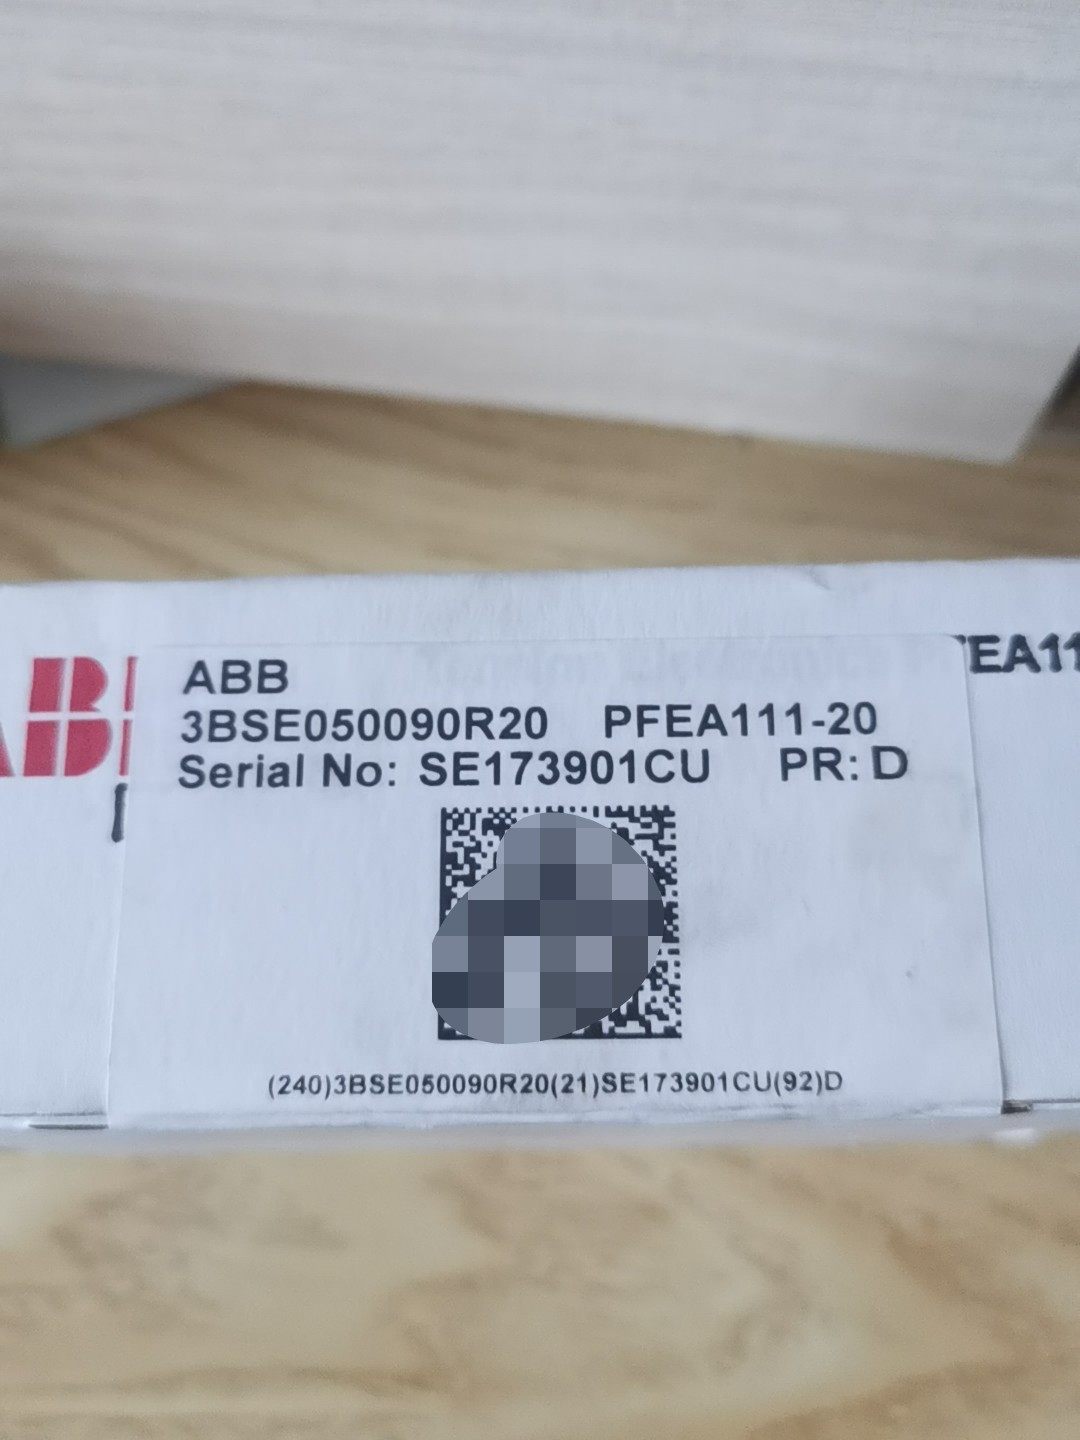 ABB
3BSE050090R20 PFEA111-20
Serial No: SE173901CU PR: D
(240)3BSE050090R20(21)SE173901CU(92)D